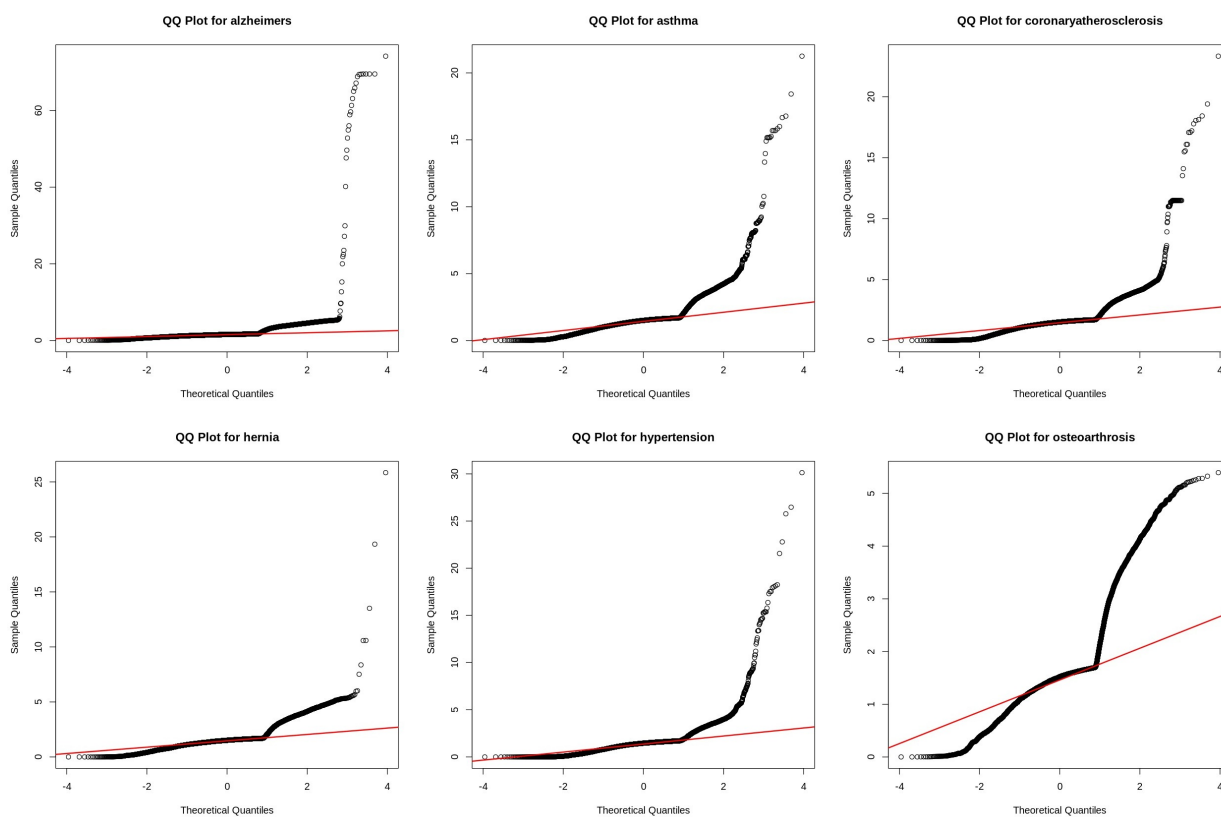 QQ Plot for alzheimers
Sample Quantiles
0 20 40 60
-4 -2 0 2 4
Theoretical Quantiles
QQ Plot for asthma
Sample Quantiles
0 5 10 15 20
-4 -2 0 2 4
Theoretical Quantiles
QQ Plot for coronaryatherosclerosis
Sample Quantiles
0 5 10 15 20
-4 -2 0 2 4
Theoretical Quantiles
QQ Plot for hernia
Sample Quantiles
0 5 10 15 20 25
-4 -2 0 2 4
Theoretical Quantiles
QQ Plot for hypertension
Sample Quantiles
0 5 10 15 20 25 30
-4 -2 0 2 4
Theoretical Quantiles
QQ Plot for osteoarthrosis
Sample Quantiles
0 1 2 3 4 5
-4 -2 0 2 4
Theoretical Quantiles